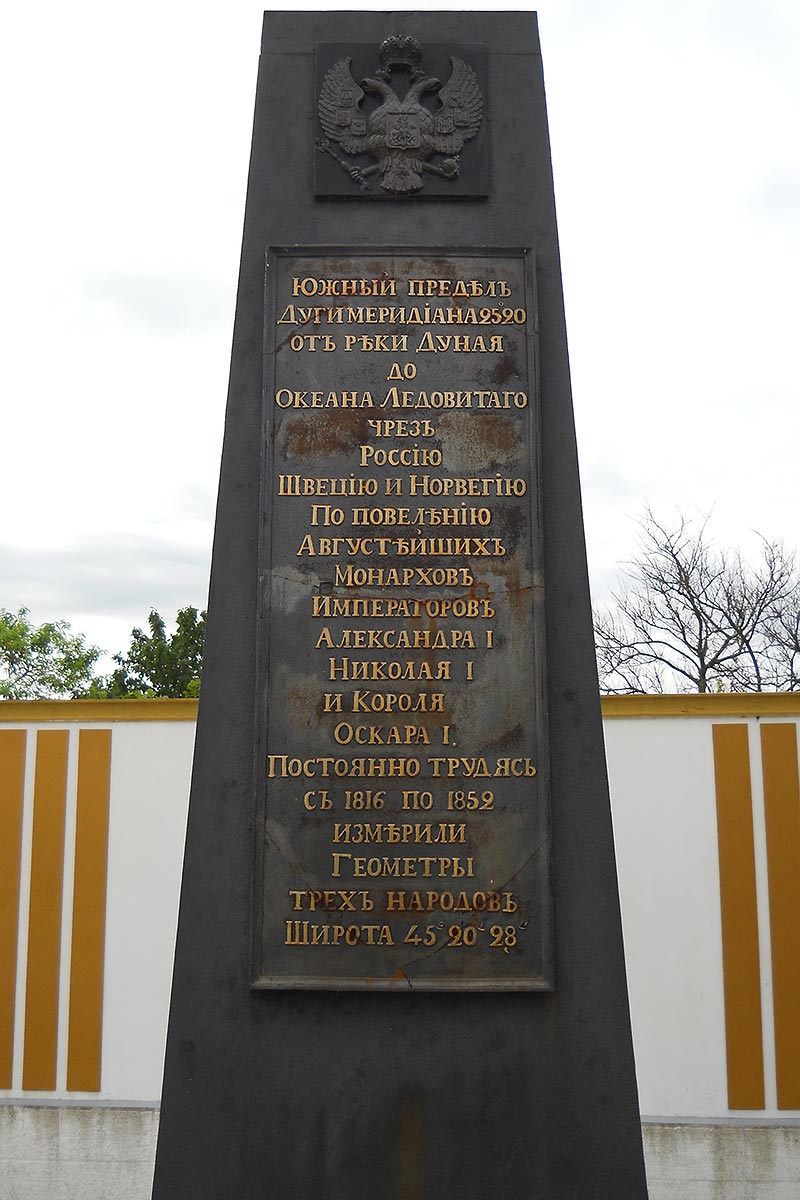 Южный предѣлъ
Дуги меридіана 25°20'
отъ рѣки Дуная
до
Океана Ледовитаго
чрезъ
Россію
Швецію и Норвегію
По повелѣнію
Августѣйшихъ
Монарховъ
Императоровъ
Александра I
Николая I
и Короля
Оскара I.
Постоянно трудясь
съ 1816 по 1852
измѣрили
Геометры
трехъ народовъ
Широта 45°20'28"